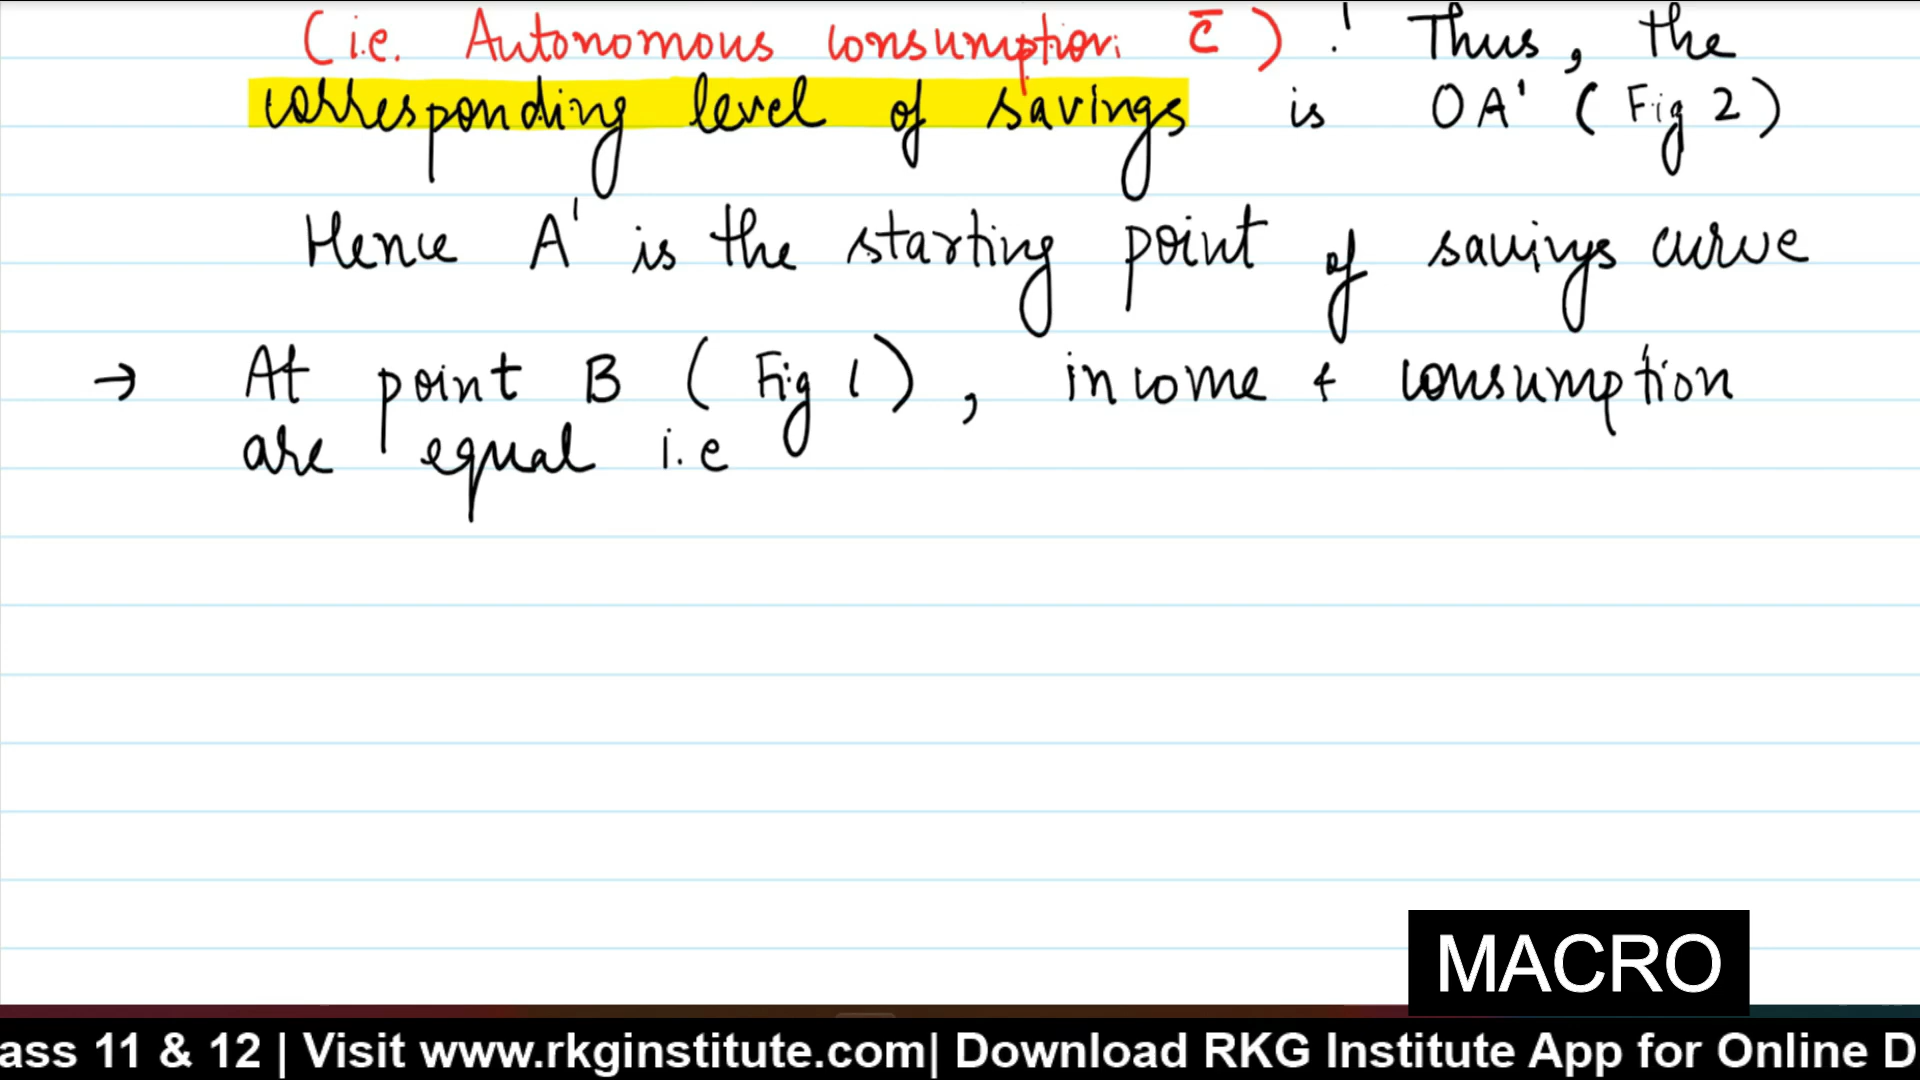 (i.e. Autonomous consumption c̄) ! Thus, the
corresponding level of savings is OA' (Fig 2)
Hence A' is the starting point of savings curve
→ At point B (Fig 1), income & consumption
are equal i.e
MACRO
ass 11 & 12 | Visit www.rkginstitute.com| Download RKG Institute App for Online D